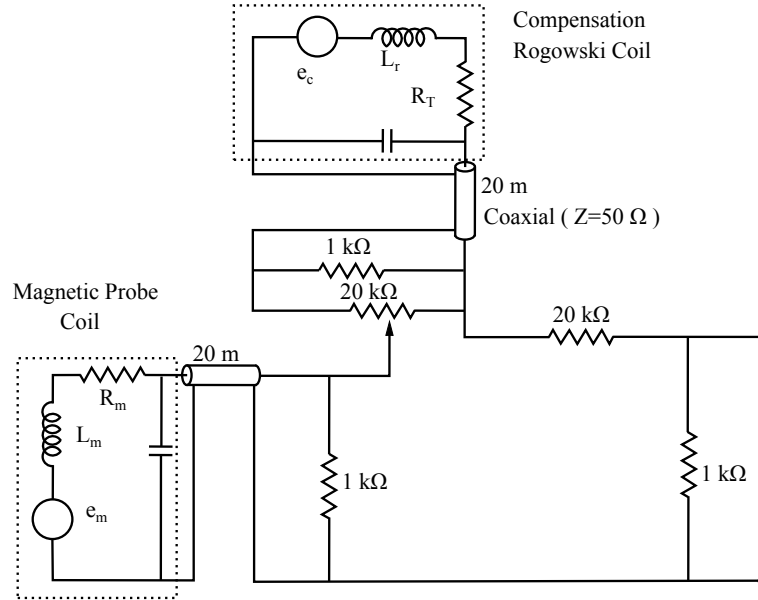 Compensation
Rogowski Coil
e_c
L_r
R_T
20 m
Coaxial ( Z=50 Ω )
1 kΩ
20 kΩ
20 kΩ
Magnetic Probe
Coil
20 m
R_m
L_m
e_m
1 kΩ
1 kΩ